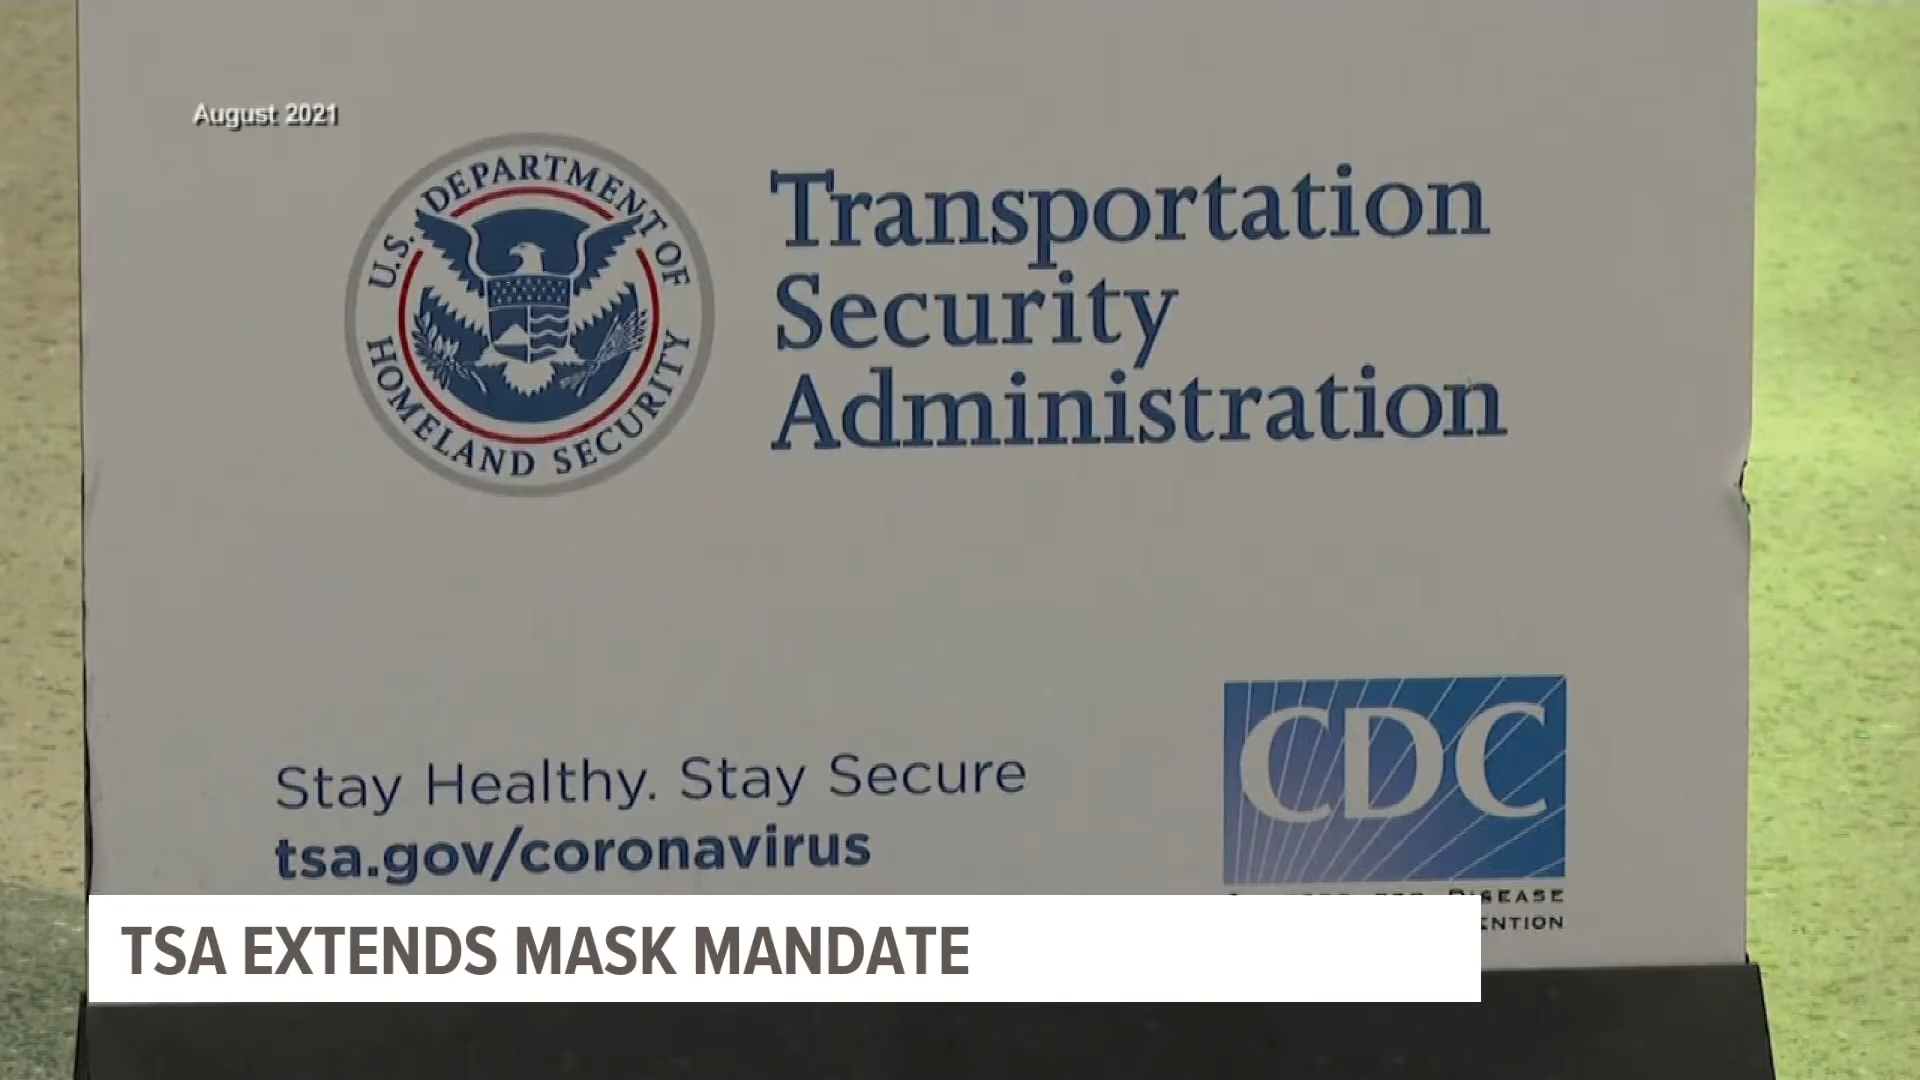 August 2021
U.S. DEPARTMENT OF
HOMELAND SECURITY
Transportation
Security
Administration
Stay Healthy. Stay Secure
tsa.gov/coronavirus
CDC
DISEASE
TSA EXTENDS MASK MANDATE